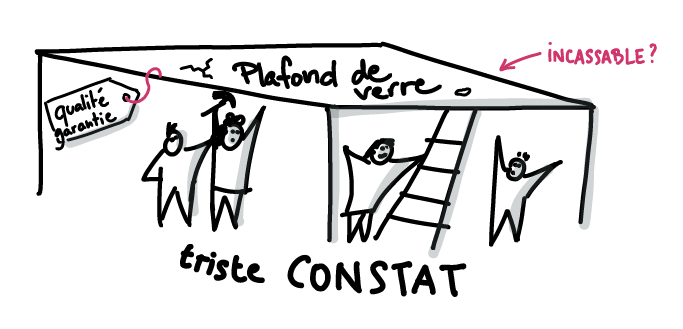 INCASSABLE?
Plafond de
verre
qualité
garantie
triste CONSTAT